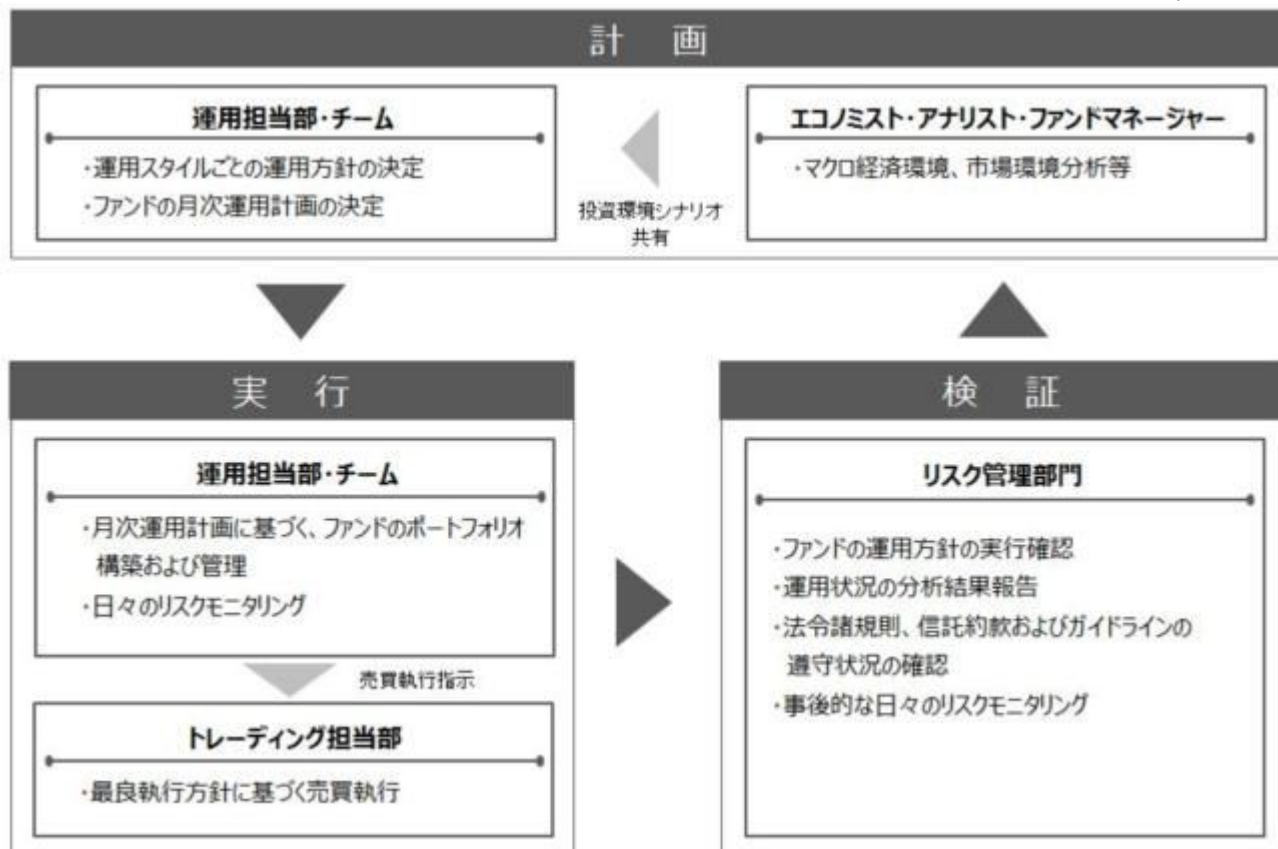 計 画
運用担当部・チーム
・運用スタイルごとの運用方針の決定
・ファンドの月次運用計画の決定
投資環境シナリオ
共有
エコノミスト・アナリスト・ファンドマネージャー
・マクロ経済環境、市場環境分析等
実 行
運用担当部・チーム
・月次運用計画に基づく、ファンドのポートフォリオ
構築および管理
・日々のリスクモニタリング
売買執行指示
トレーディング担当部
・最良執行方針に基づく売買執行
検 証
リスク管理部門
・ファンドの運用方針の実行確認
・運用状況の分析結果報告
・法令諸規則、信託約款およびガイドラインの
遵守状況の確認
・事後的な日々のリスクモニタリング